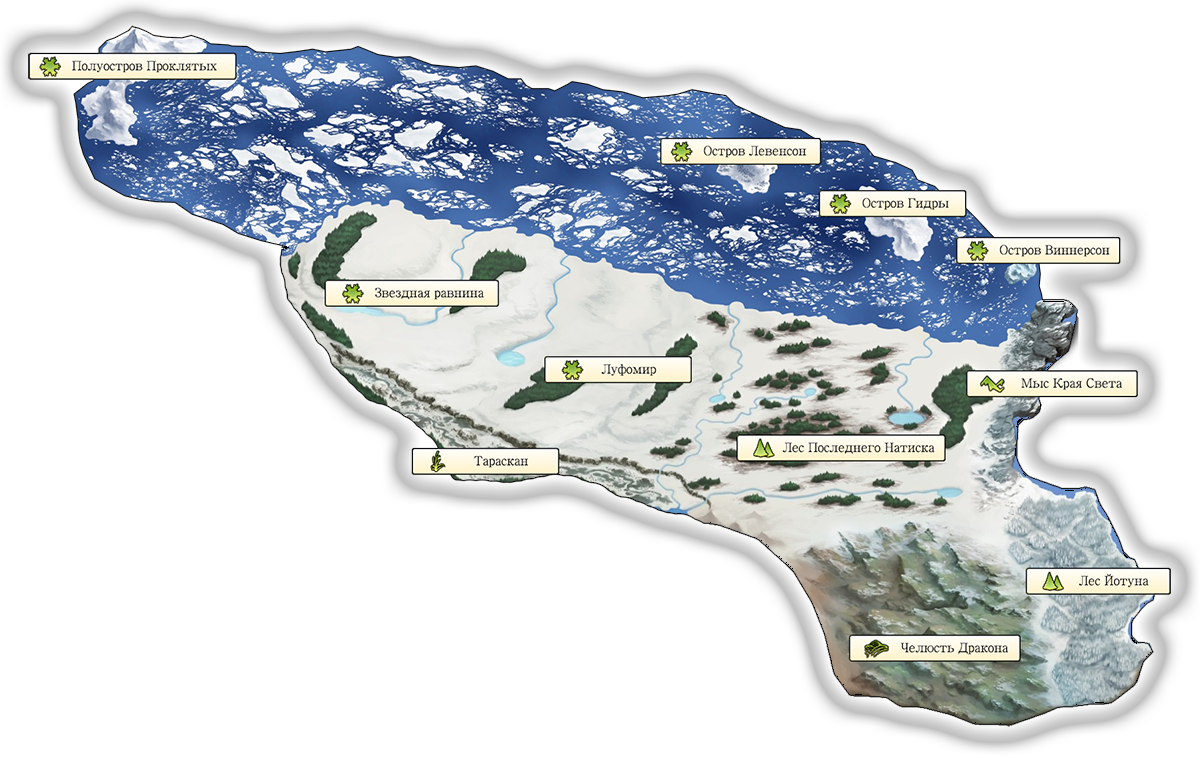 Полуостров Проклятых
Остров Левенсон
Остров Гидры
Остров Виннерсон
Звездная равнина
Луфомир
Мыс Края Света
Лес Последнего Натиска
Тараскан
Лес Йотуна
Челюсть Дракона